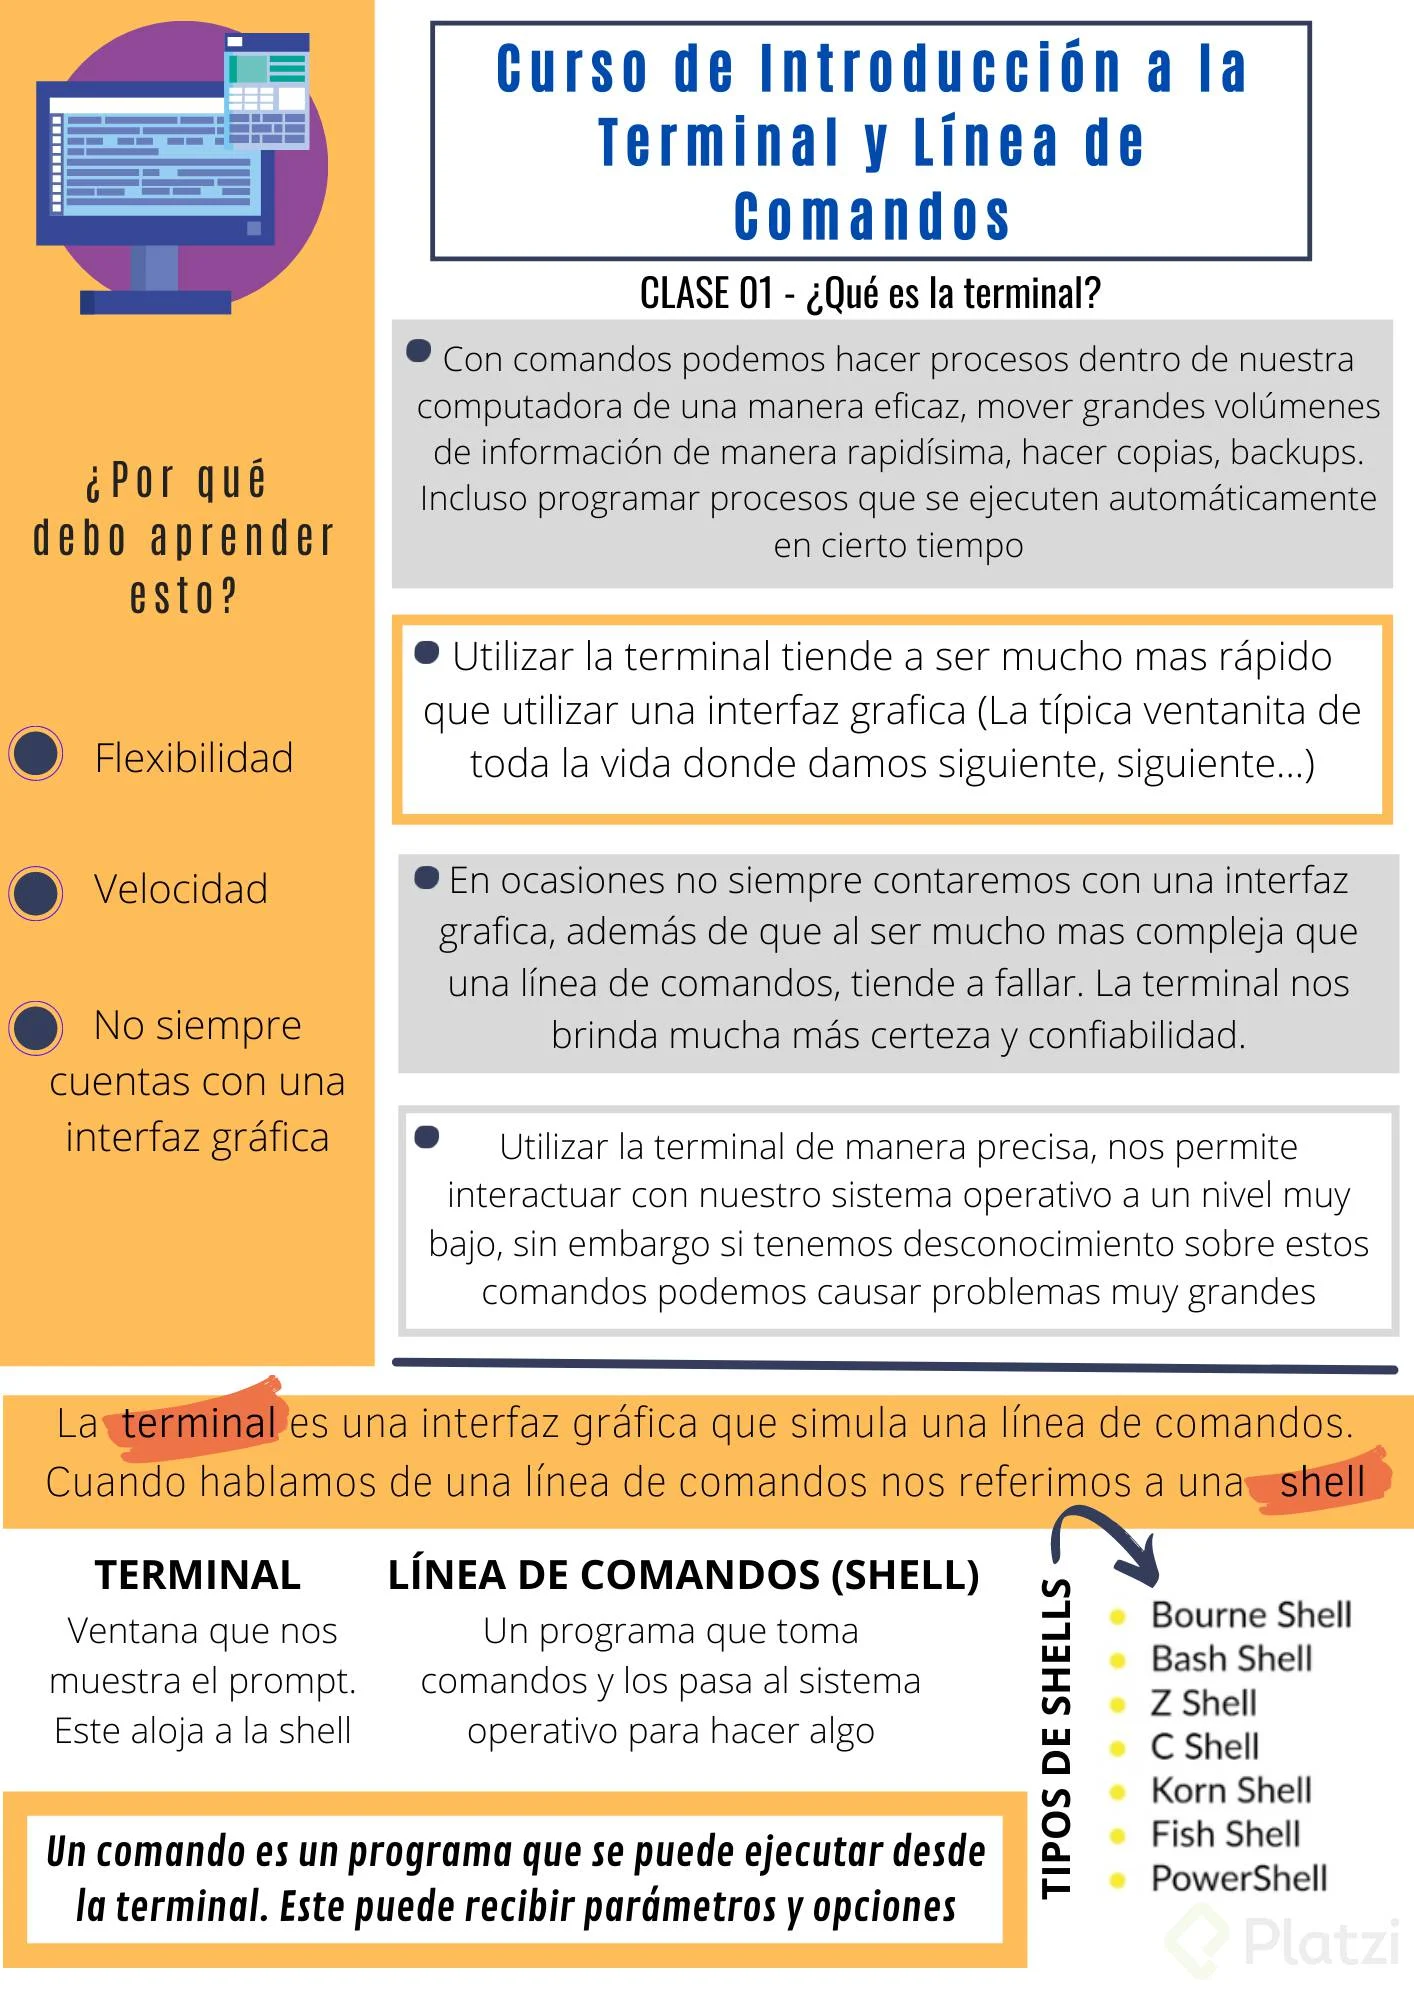 Curso de Introducción a la
Terminal y Línea de
Comandos
CLASE 01 - ¿Qué es la terminal?
¿Por qué
debo aprender
esto?
Flexibilidad
Velocidad
No siempre
cuentas con una
interfaz gráfica
Con comandos podemos hacer procesos dentro de nuestra
computadora de una manera eficaz, mover grandes volúmenes
de información de manera rapidísima, hacer copias, backups.
Incluso programar procesos que se ejecuten automáticamente
en cierto tiempo
Utilizar la terminal tiende a ser mucho mas rápido
que utilizar una interfaz grafica (La típica ventanita de
toda la vida donde damos siguiente, siguiente...)
En ocasiones no siempre contaremos con una interfaz
grafica, además de que al ser mucho mas compleja que
una línea de comandos, tiende a fallar. La terminal nos
brinda mucha más certeza y confiabilidad.
Utilizar la terminal de manera precisa, nos permite
interactuar con nuestro sistema operativo a un nivel muy
bajo, sin embargo si tenemos desconocimiento sobre estos
comandos podemos causar problemas muy grandes
La terminal es una interfaz gráfica que simula una línea de comandos.
Cuando hablamos de una línea de comandos nos referimos a una shell
TERMINAL
Ventana que nos
muestra el prompt.
Este aloja a la shell
LÍNEA DE COMANDOS (SHELL)
Un programa que toma
comandos y los pasa al sistema
operativo para hacer algo
TIPOS DE SHELLS
Bourne Shell
Bash Shell
Z Shell
C Shell
Korn Shell
Fish Shell
PowerShell
Un comando es un programa que se puede ejecutar desde
la terminal. Este puede recibir parámetros y opciones
Platzi